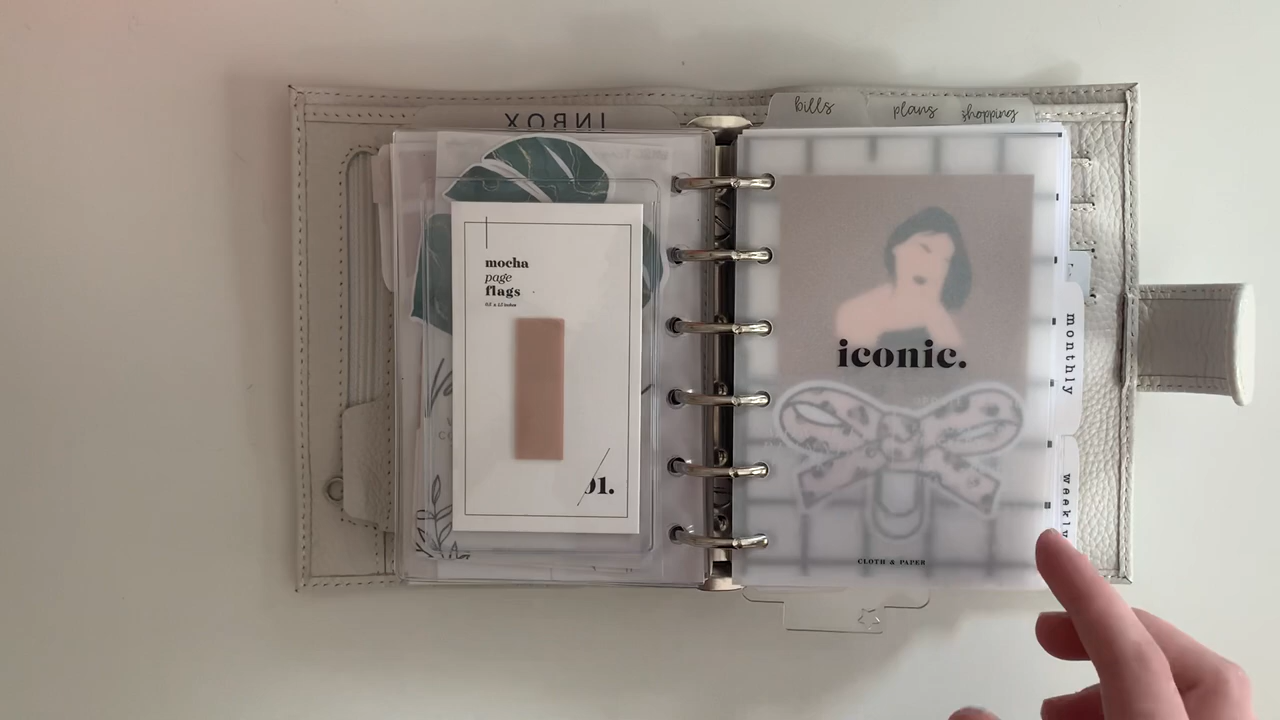 INBOX
bills
plans
shopping
mocha
page
flags
01.
iconic.
CLOTH & PAPER
monthly
weekly